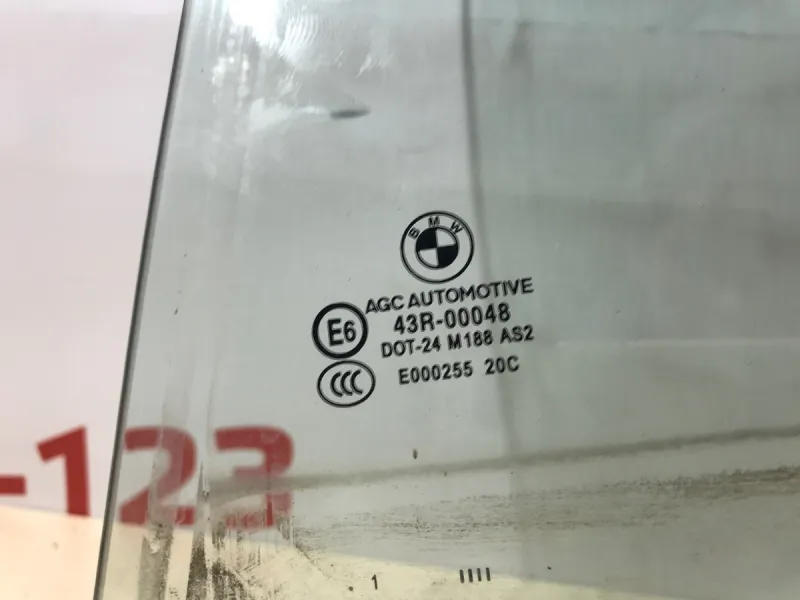 BMW
AGC AUTOMOTIVE
E6 43R-00048
DOT-24 M188 AS2
CCC E000255 20C
-123
1 IIII